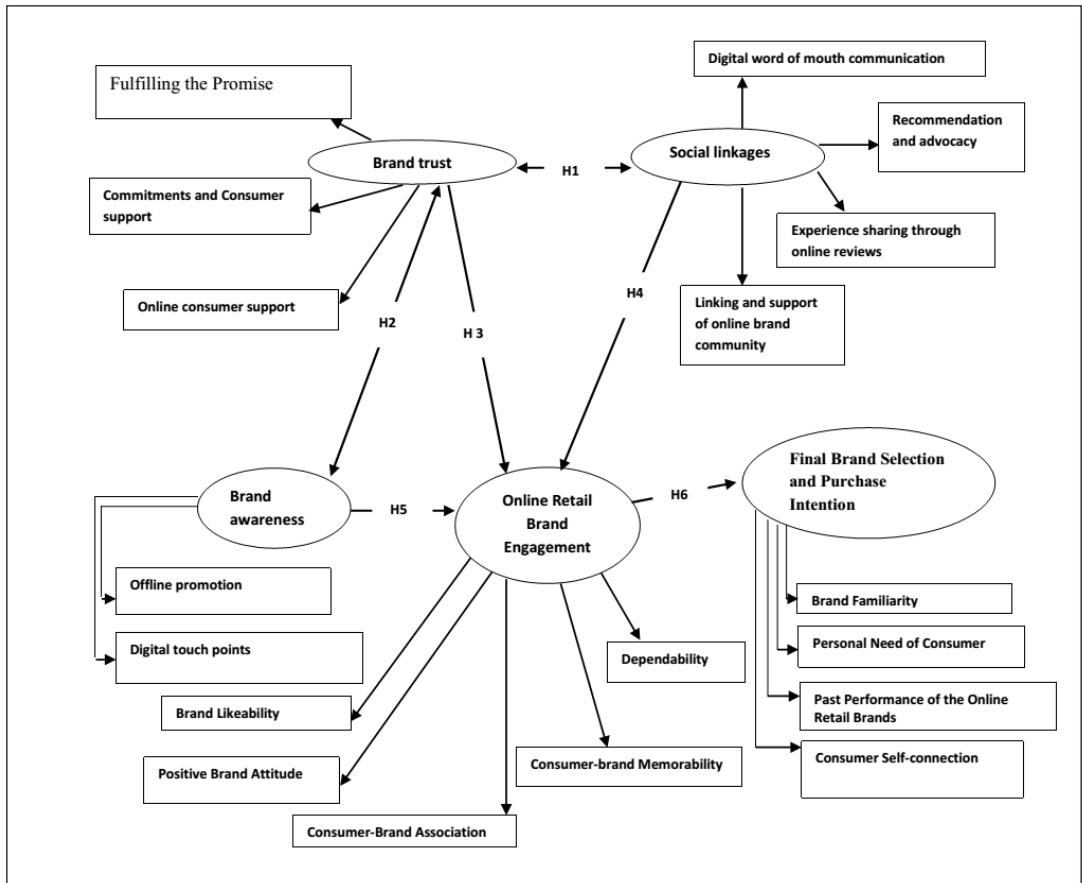 Digital word of mouth communication
Fulfilling the Promise
Recommendation
and advocacy
Brand trust
H1
Social linkages
Commitments and Consumer
support
Experience sharing through
online reviews
Online consumer support
H2
H 3
H4
Linking and support
of online brand
community
Final Brand Selection
and Purchase
Intention
Brand
awareness
H5
Online Retail
Brand
Engagement
H6
Offline promotion
Brand Familiarity
Digital touch points
Dependability
Personal Need of Consumer
Brand Likeability
Past Performance of the Online
Retail Brands
Positive Brand Attitude
Consumer-brand Memorability
Consumer Self-connection
Consumer-Brand Association